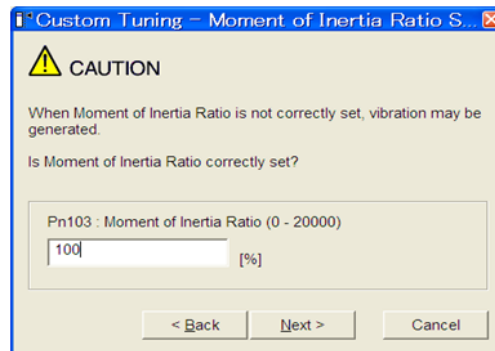 Custom Tuning - Moment of Inertia Ratio S...
CAUTION
When Moment of Inertia Ratio is not correctly set, vibration may be
generated.
Is Moment of Inertia Ratio correctly set?
Pn103 : Moment of Inertia Ratio (0 - 20000)
100
[%]
< Back
Next >
Cancel